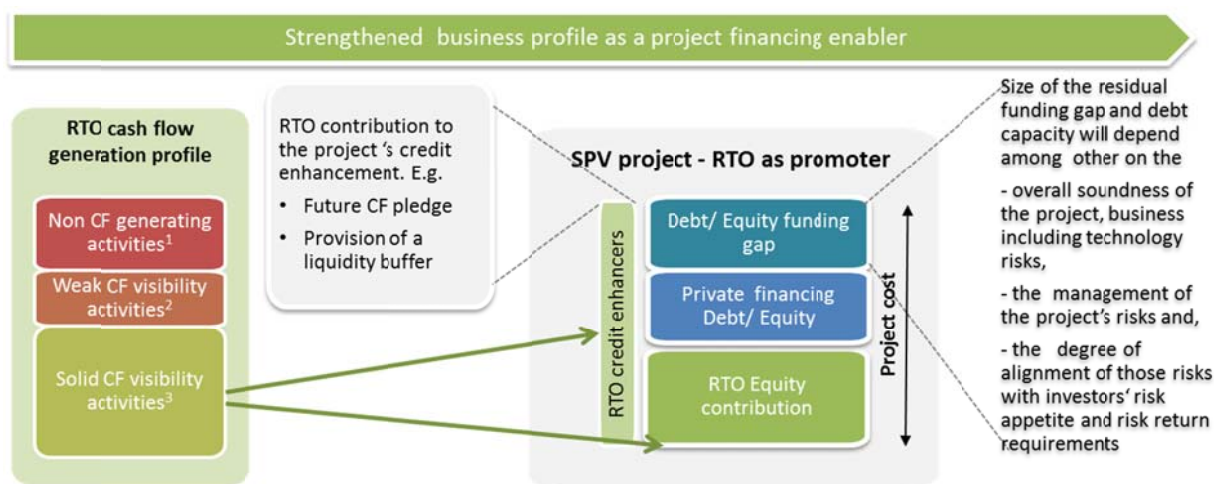 Strengthened business profile as a project financing enabler
RTO cash flow
generation profile
Non CF generating
activities1
Weak CF visibility
activities2
Solid CF visibility
activities3
RTO contribution to
the project 's credit
enhancement. E.g.
• Future CF pledge
• Provision of a
liquidity buffer
SPV project - RTO as promoter
RTO credit enhancers
Debt/ Equity funding
gap
Private financing
Debt/ Equity
RTO Equity
contribution
Project cost
Size of the residual
funding gap and debt
capacity will depend
among other on the
- overall soundness of
the project, business
including technology
risks,
- the management of
the project's risks and,
- the degree of
alignment of those risks
with investors' risk
appetite and risk return
requirements